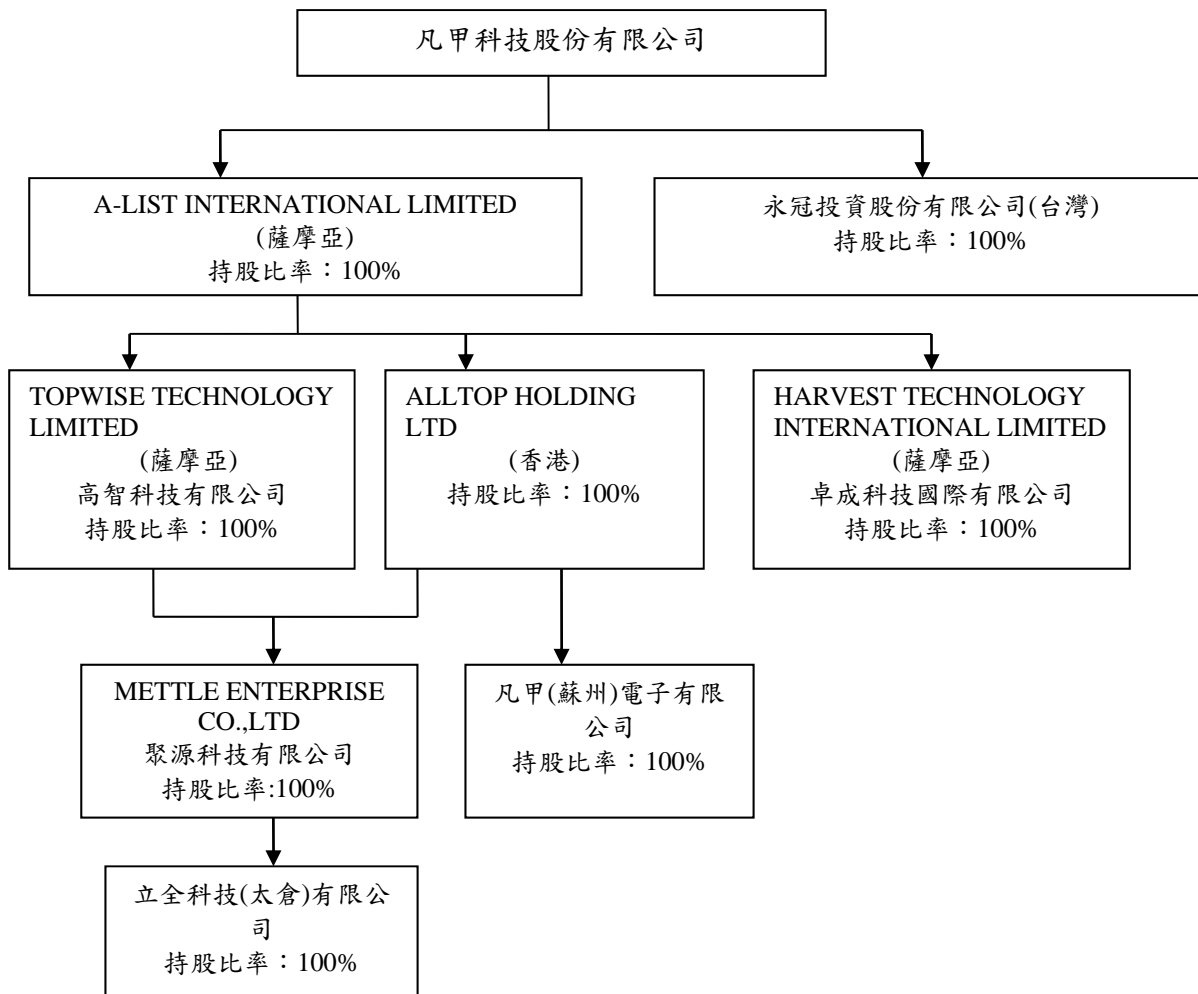 凡甲科技股份有限公司
A-LIST INTERNATIONAL LIMITED
(薩摩亞)
持股比率：100%
永冠投資股份有限公司(台灣)
持股比率：100%
TOPWISE TECHNOLOGY
LIMITED
(薩摩亞)
高智科技有限公司
持股比率：100%
ALLTOP HOLDING
LTD
(香港)
持股比率：100%
HARVEST TECHNOLOGY
INTERNATIONAL LIMITED
(薩摩亞)
卓成科技國際有限公司
持股比率：100%
METTLE ENTERPRISE
CO.,LTD
聚源科技有限公司
持股比率:100%
凡甲(蘇州)電子有限
公司
持股比率：100%
立全科技(太倉)有限公
司
持股比率：100%